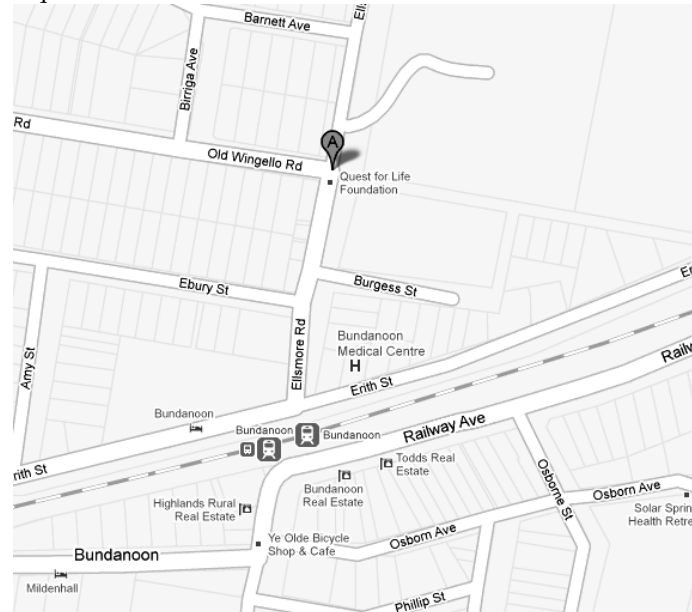 Barnett Ave
Ell
Birriga Ave
Rd
Old Wingello Rd
A
Quest for Life
Foundation
Ebury St
Burgess St
Er
Amy St
Ellsmore Rd
Bundanoon
Medical Centre
H
Erith St
Railw
Bundanoon
Bundanoon
Bundanoon
Railway Ave
rith St
Todds Real
Estate
Bundanoon
Real Estate
Highlands Rural
Real Estate
Osborne St
Osborn Ave
Solar Sprin
Health Retre
Ye Olde Bicycle
Shop & Cafe
Osborn Ave
Bundanoon
Mildenhall
Phillip St